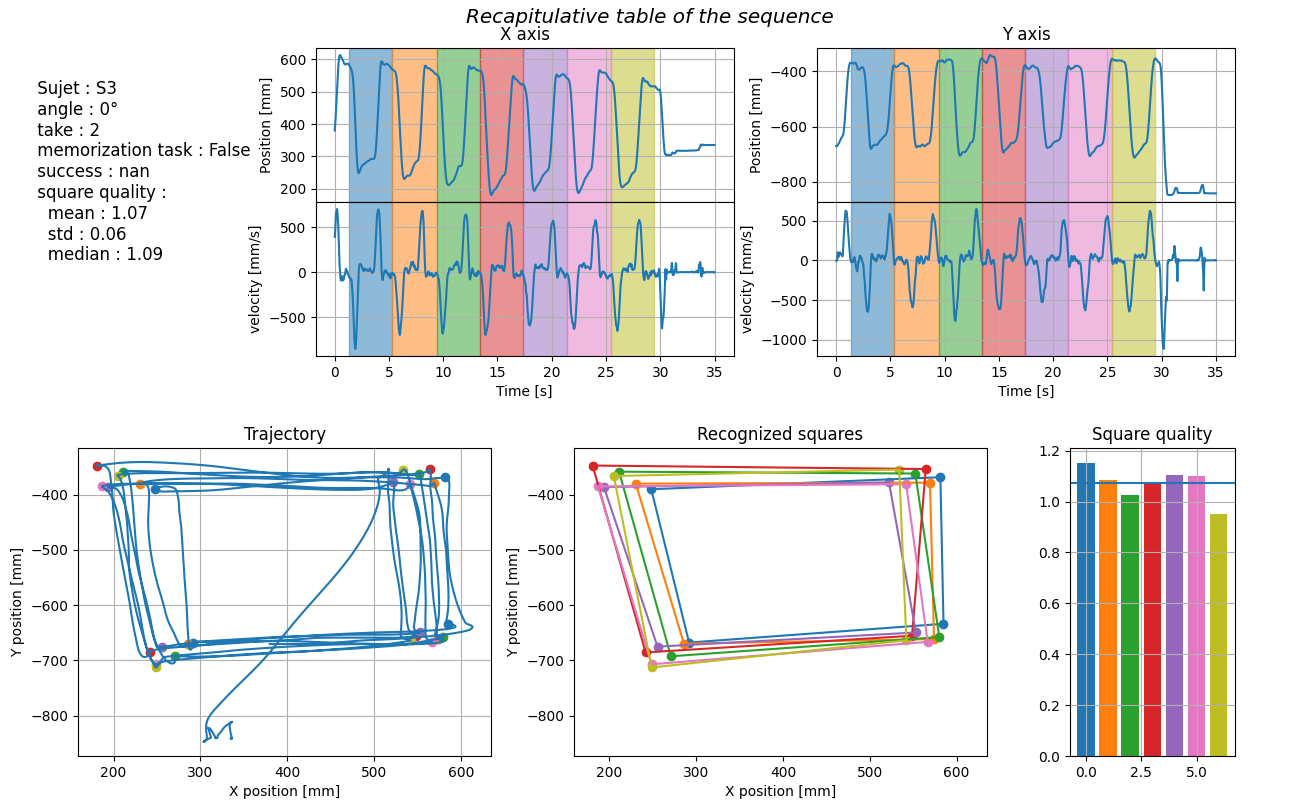 Recapitulative table of the sequence
X axis
Y axis
Sujet : S3
angle : 0°
take : 2
memorization task : False
success : nan
square quality :
mean : 1.07
std : 0.06
median : 1.09
Position [mm]
600
500
400
300
200
velocity [mm/s]
500
0
−500
0 5 10 15 20 25 30 35
Time [s]
Position [mm]
−400
−600
−800
velocity [mm/s]
500
0
−500
−1000
0 5 10 15 20 25 30 35
Time [s]
Trajectory
Y position [mm]
−400
−500
−600
−700
−800
200 300 400 500 600
X position [mm]
Recognized squares
Y position [mm]
−400
−500
−600
−700
−800
200 300 400 500 600
X position [mm]
Square quality
1.2
1.0
0.8
0.6
0.4
0.2
0.0
0.0 2.5 5.0